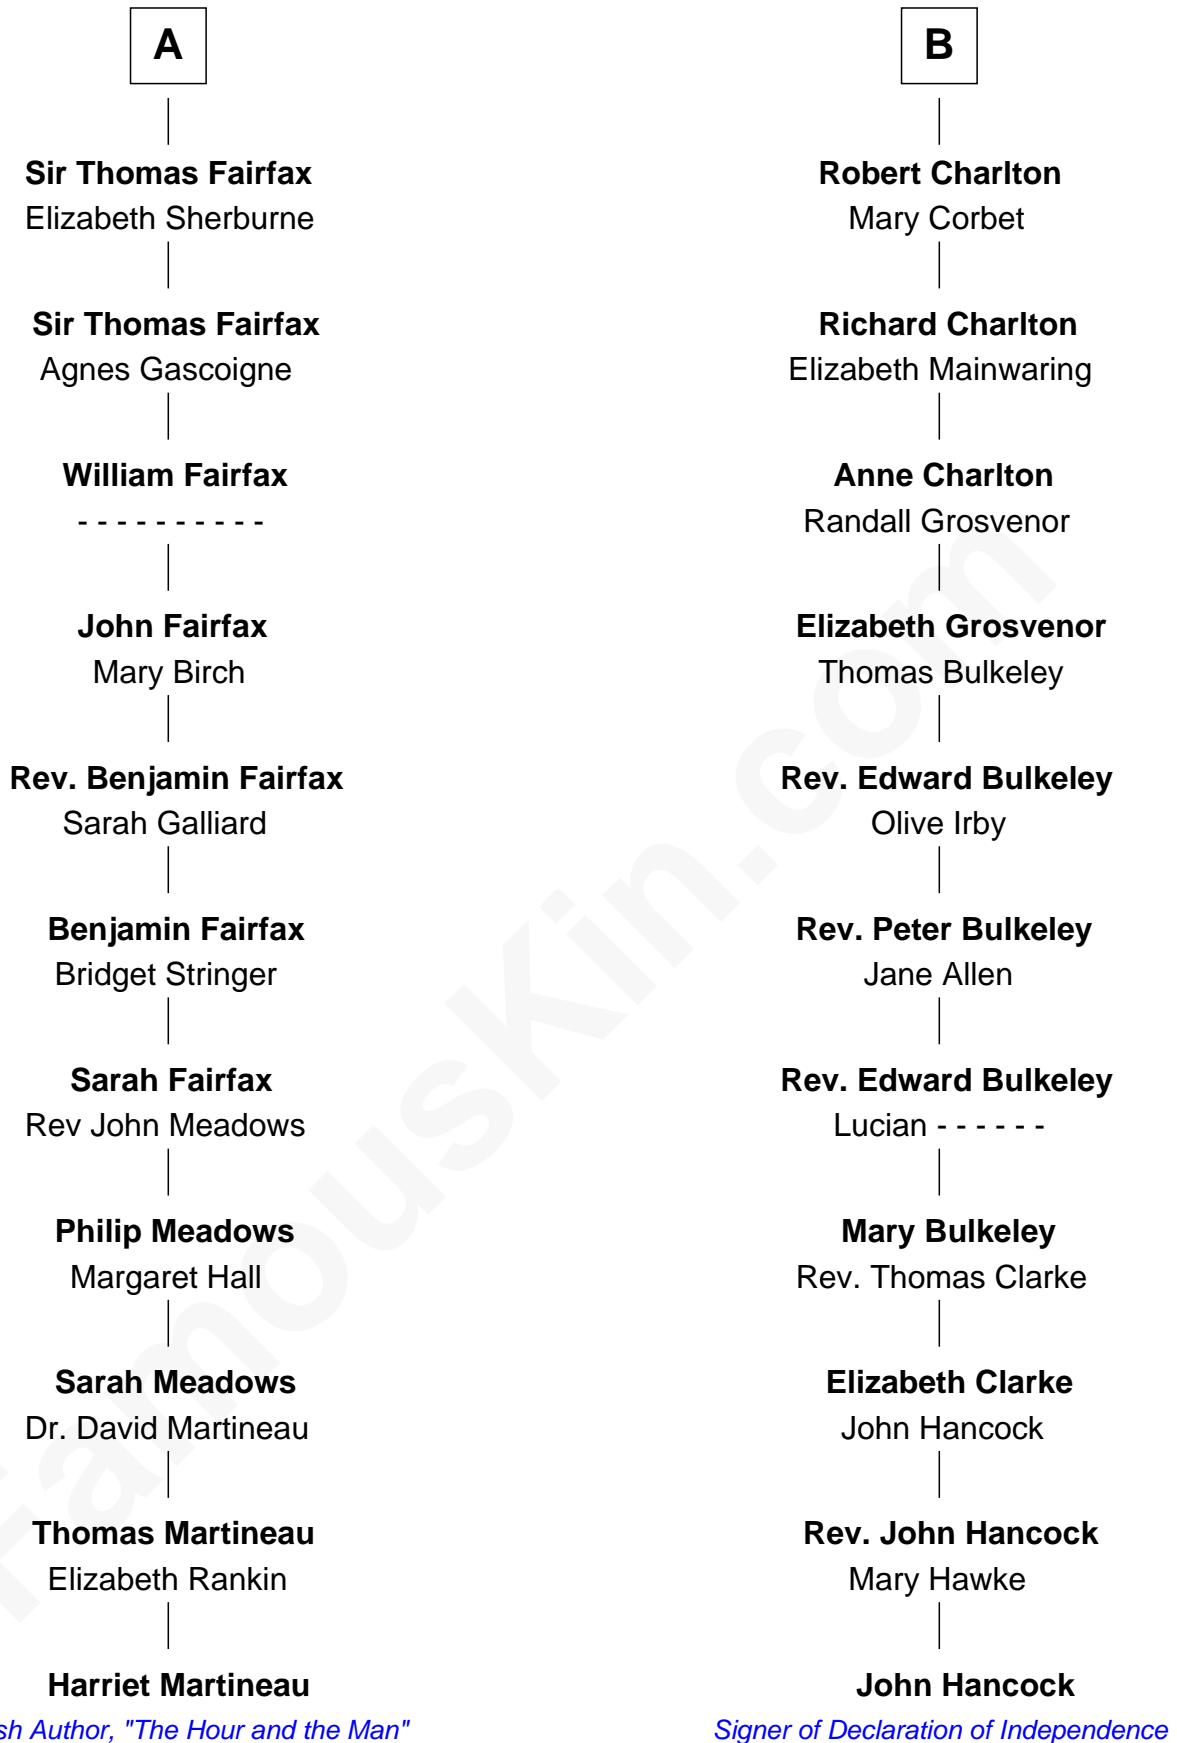 A
Sir Thomas Fairfax
Elizabeth Sherburne
Sir Thomas Fairfax
Agnes Gascoigne
William Fairfax
- - - - - - - - - -
John Fairfax
Mary Birch
Rev. Benjamin Fairfax
Sarah Galliard
Benjamin Fairfax
Bridget Stringer
Sarah Fairfax
Rev John Meadows
Philip Meadows
Margaret Hall
Sarah Meadows
Dr. David Martineau
Thomas Martineau
Elizabeth Rankin
Harriet Martineau
sh Author, "The Hour and the Man"
B
Robert Charlton
Mary Corbet
Richard Charlton
Elizabeth Mainwaring
Anne Charlton
Randall Grosvenor
Elizabeth Grosvenor
Thomas Bulkeley
Rev. Edward Bulkeley
Olive Irby
Rev. Peter Bulkeley
Jane Allen
Rev. Edward Bulkeley
Lucian - - - - - -
Mary Bulkeley
Rev. Thomas Clarke
Elizabeth Clarke
John Hancock
Rev. John Hancock
Mary Hawke
John Hancock
Signer of Declaration of Independence
FamousKin.com